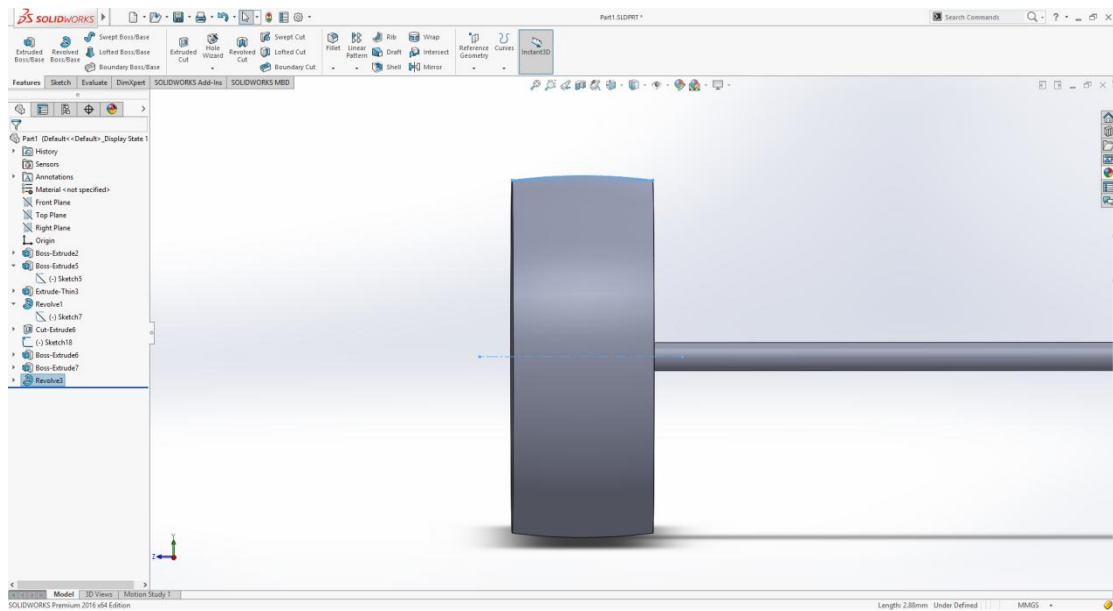 SOLIDWORKS
Part1.SLDPRT *
Search Commands
Extruded Boss/Base
Revolved Boss/Base
Swept Boss/Base
Lofted Boss/Base
Boundary Boss/Base
Extruded Cut
Hole Wizard
Revolved Cut
Swept Cut
Lofted Cut
Boundary Cut
Fillet
Linear Pattern
Rib
Draft
Shell
Wrap
Intersect
Mirror
Reference Geometry
Curves
Instant3D
Features Sketch Evaluate DimXpert SOLIDWORKS Add-Ins SOLIDWORKS MBD
Part1 (Default<<Default>_Display State 1
History
Sensors
Annotations
Material <not specified>
Front Plane
Top Plane
Right Plane
Origin
Boss-Extrude2
Boss-Extrude5
(-) Sketch5
Extrude-Thin3
Revolve1
(-) Sketch7
Cut-Extrude6
(-) Sketch18
Boss-Extrude6
Boss-Extrude7
Revolve3
Y
Z
Model 3D Views Motion Study 1
SOLIDWORKS Premium 2016 x64 Edition
Length: 2.88mm Under Defined MMGS